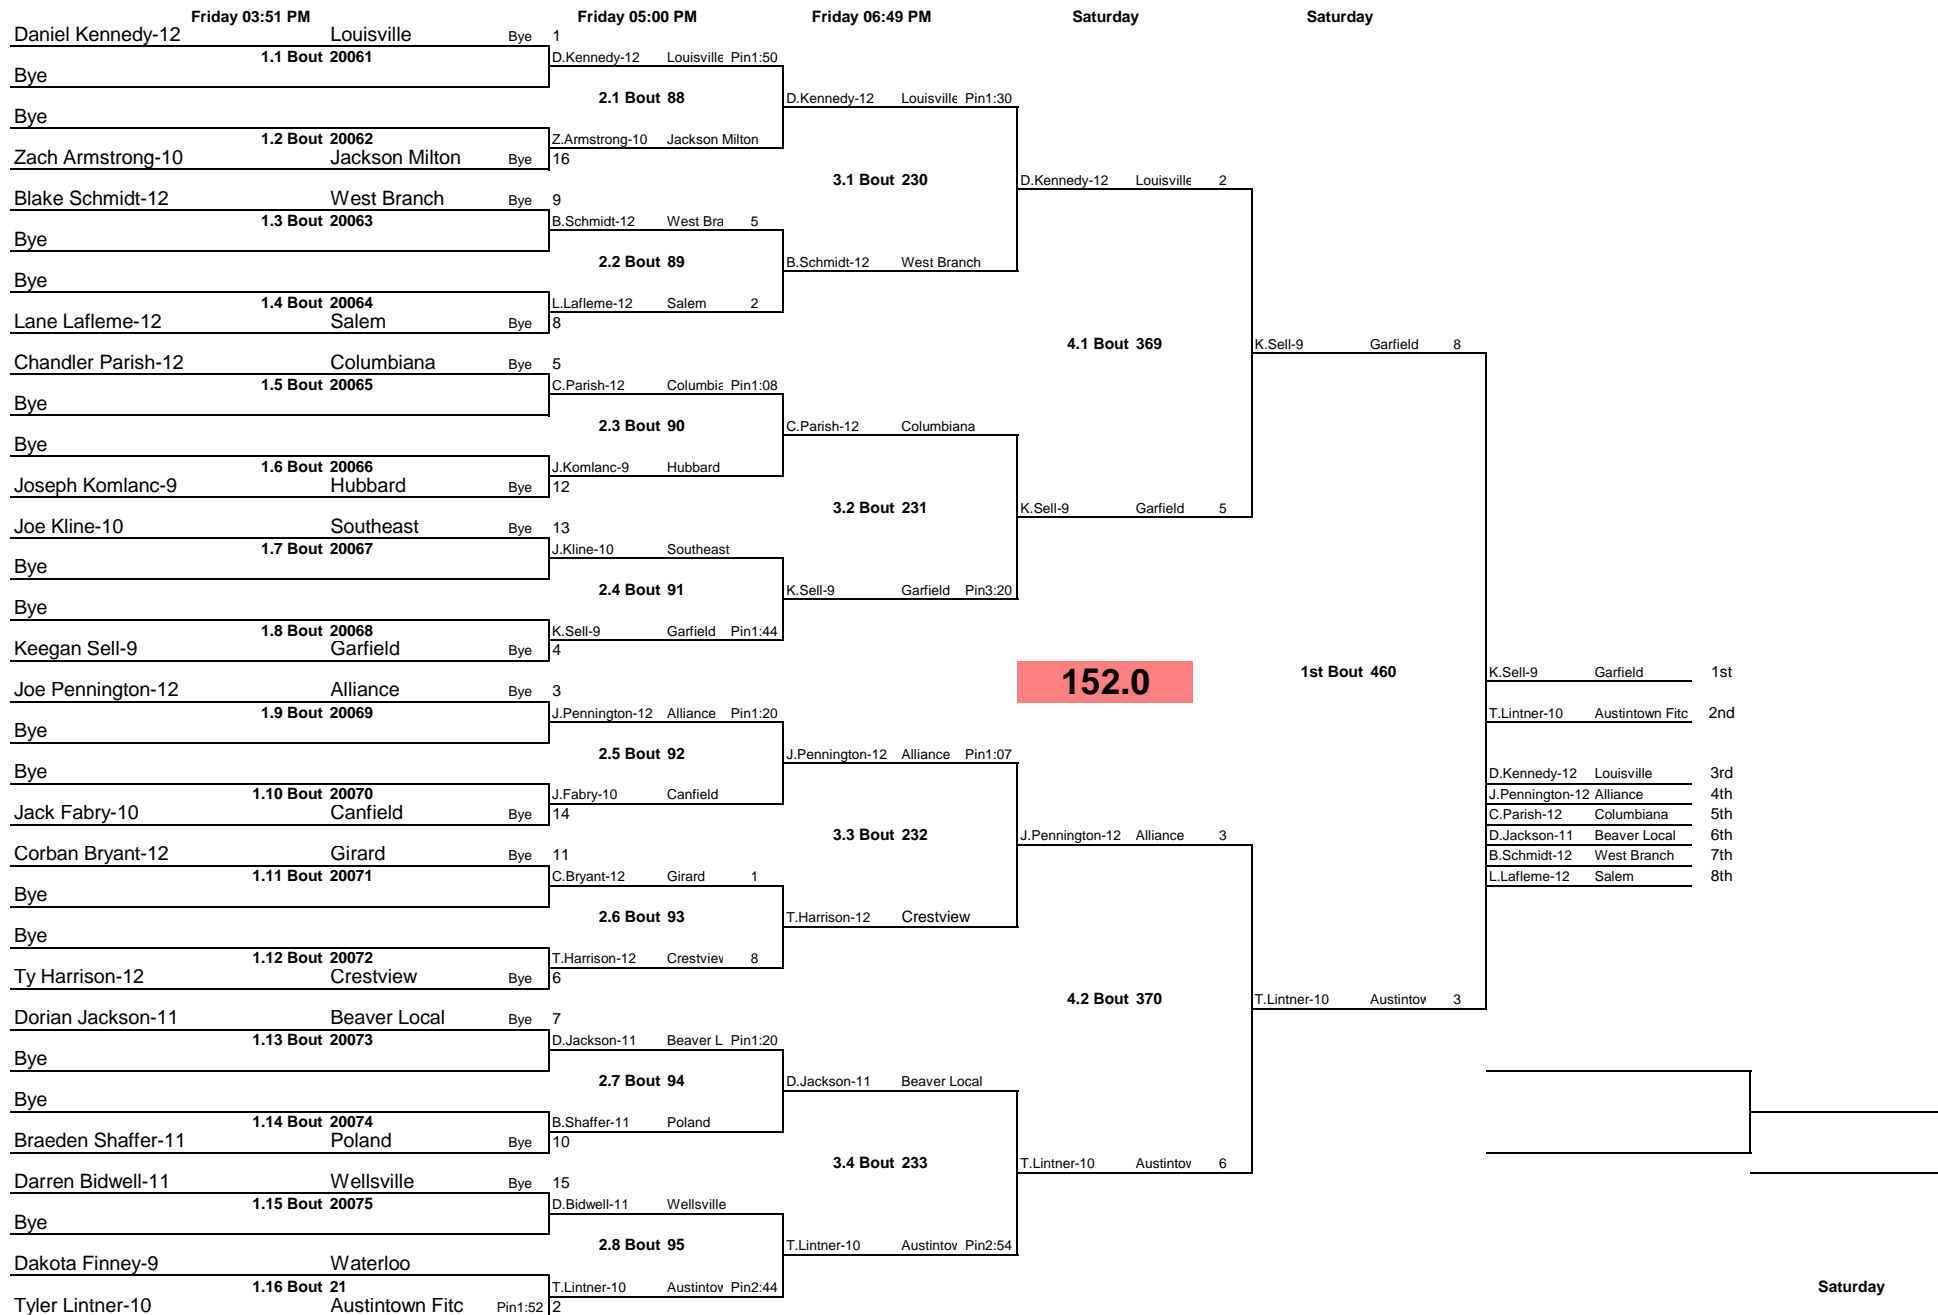 Friday 03:51 PM Friday 05:00 PM Friday 06:49 PM Saturday Saturday
Daniel Kennedy-12 Louisville Bye 1
1.1 Bout 20061 D.Kennedy-12 Louisville Pin1:50
Bye
2.1 Bout 88 D.Kennedy-12 Louisville Pin1:30
Bye
1.2 Bout 20062 Z.Armstrong-10 Jackson Milton
Zach Armstrong-10 Jackson Milton Bye 16
3.1 Bout 230 D.Kennedy-12 Louisville 2
Blake Schmidt-12 West Branch Bye 9
1.3 Bout 20063 B.Schmidt-12 West Bra 5
Bye
2.2 Bout 89 B.Schmidt-12 West Branch
Bye
1.4 Bout 20064 L.Lafleme-12 Salem 2
Lane Lafleme-12 Salem Bye 8
4.1 Bout 369 K.Sell-9 Garfield 8
Chandler Parish-12 Columbiana Bye 5
1.5 Bout 20065 C.Parish-12 Columbia Pin1:08
Bye
2.3 Bout 90 C.Parish-12 Columbiana
Bye
1.6 Bout 20066 J.Komlanc-9 Hubbard
Joseph Komlanc-9 Hubbard Bye 12
3.2 Bout 231 K.Sell-9 Garfield 5
Joe Kline-10 Southeast Bye 13
1.7 Bout 20067 J.Kline-10 Southeast
Bye
2.4 Bout 91 K.Sell-9 Garfield Pin3:20
Bye
1.8 Bout 20068 K.Sell-9 Garfield Pin1:44
Keegan Sell-9 Garfield Bye 4
152.0 1st Bout 460 K.Sell-9 Garfield 1st
Joe Pennington-12 Alliance Bye 3
1.9 Bout 20069 J.Pennington-12 Alliance Pin1:20 T.Lintner-10 Austintown Fitc 2nd
Bye
2.5 Bout 92 J.Pennington-12 Alliance Pin1:07
Bye D.Kennedy-12 Louisville 3rd
1.10 Bout 20070 J.Fabry-10 Canfield J.Pennington-12 Alliance 4th
Jack Fabry-10 Canfield Bye 14 C.Parish-12 Columbiana 5th
3.3 Bout 232 J.Pennington-12 Alliance 3 D.Jackson-11 Beaver Local 6th
Corban Bryant-12 Girard Bye 11 B.Schmidt-12 West Branch 7th
1.11 Bout 20071 C.Bryant-12 Girard 1 L.Lafleme-12 Salem 8th
Bye
2.6 Bout 93 T.Harrison-12 Crestview
Bye
1.12 Bout 20072 T.Harrison-12 Crestview 8
Ty Harrison-12 Crestview Bye 6
4.2 Bout 370 T.Lintner-10 Austintow 3
Dorian Jackson-11 Beaver Local Bye 7
1.13 Bout 20073 D.Jackson-11 Beaver L Pin1:20
Bye
2.7 Bout 94 D.Jackson-11 Beaver Local
Bye
1.14 Bout 20074 B.Shaffer-11 Poland
Braeden Shaffer-11 Poland Bye 10
3.4 Bout 233 T.Lintner-10 Austintow 6
Darren Bidwell-11 Wellsville Bye 15
1.15 Bout 20075 D.Bidwell-11 Wellsville
Bye
2.8 Bout 95 T.Lintner-10 Austintow Pin2:54
Dakota Finney-9 Waterloo
1.16 Bout 21 T.Lintner-10 Austintow Pin2:44 Saturday
Tyler Lintner-10 Austintown Fitc Pin1:52 2